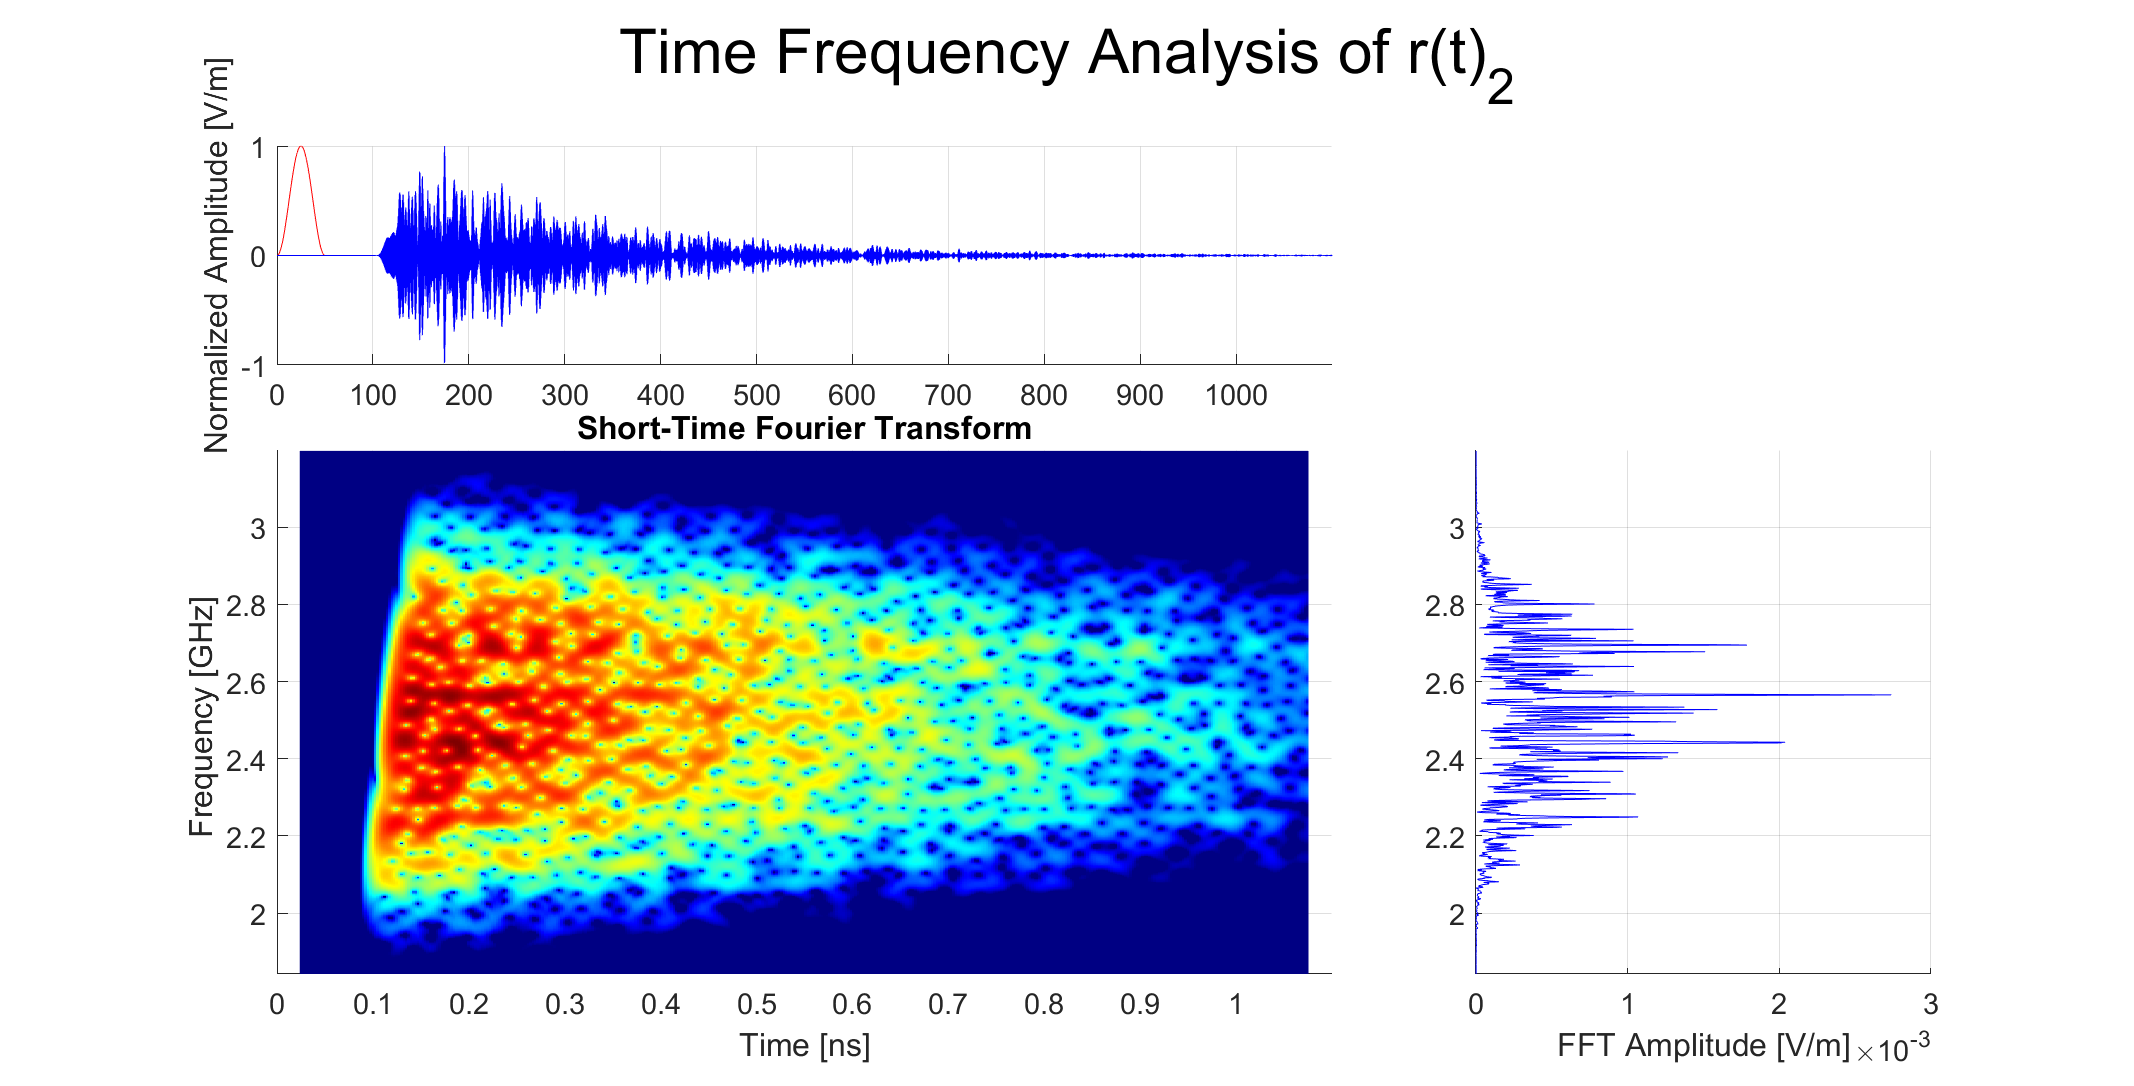 Time Frequency Analysis of r(t)₂
Normalized Amplitude [V/m]
1
0
-1
0 100 200 300 400 500 600 700 800 900 1000
Short-Time Fourier Transform
Frequency [GHz]
3
2.8
2.6
2.4
2.2
2
0 0.1 0.2 0.3 0.4 0.5 0.6 0.7 0.8 0.9 1
Time [ns]
3
2.8
2.6
2.4
2.2
2
0 1 2 3
FFT Amplitude [V/m] ×10⁻³